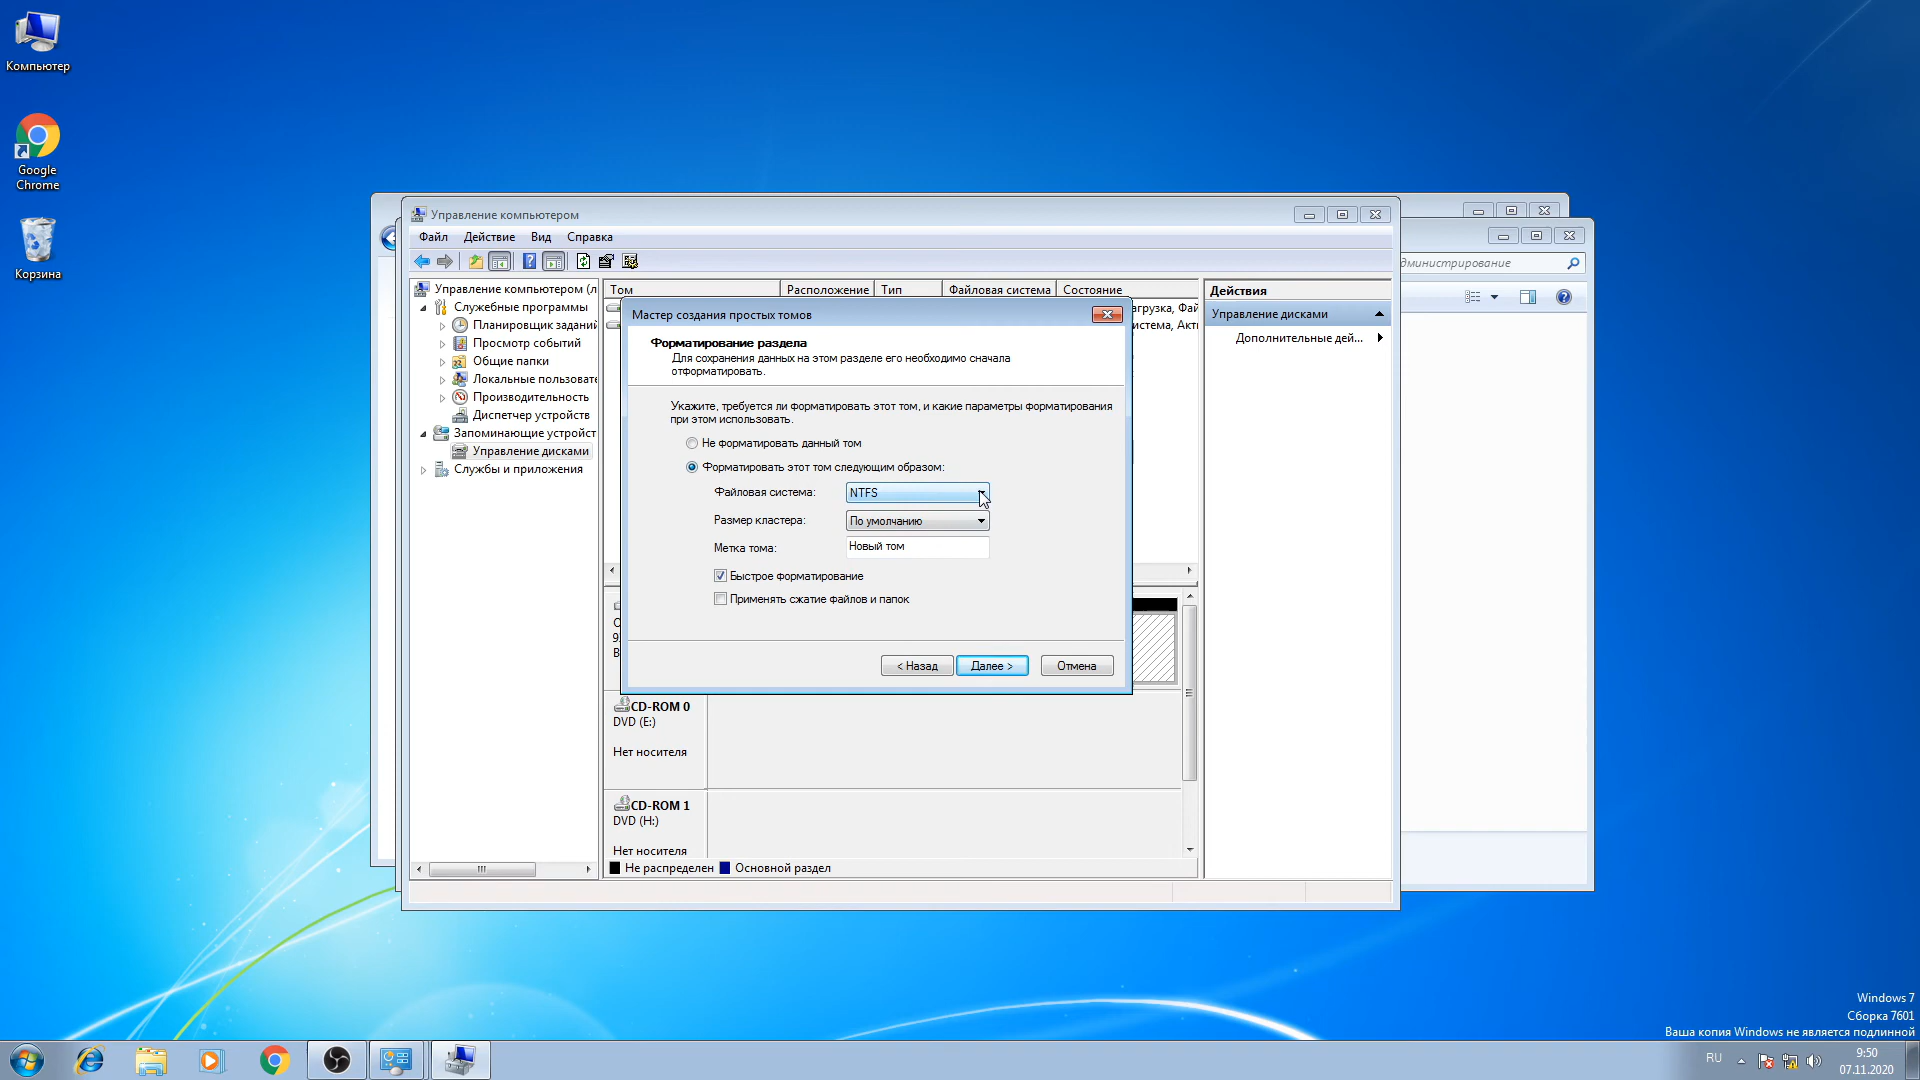 Компьютер
Google
Chrome
Корзина
Управление компьютером
Файл Действие Вид Справка
Управление компьютером (л
Служебные программы
Планировщик заданий
Просмотр событий
Общие папки
Локальные пользовате
Производительность
Диспетчер устройств
Запоминающие устройст
Управление дисками
Службы и приложения
Том Расположение Тип Файловая система Состояние
агрузка, Фай
истема, Акти
Мастер создания простых томов
Форматирование раздела
Для сохранения данных на этом разделе его необходимо сначала
отформатировать.
Укажите, требуется ли форматировать этот том, и какие параметры форматирования
при этом использовать.
Не форматировать данный том
Форматировать этот том следующим образом:
Файловая система: NTFS
Размер кластера: По умолчанию
Метка тома: Новый том
Быстрое форматирование
Применять сжатие файлов и папок
< Назад Далее > Отмена
CD-ROM 0
DVD (E:)
Нет носителя
CD-ROM 1
DVD (H:)
Нет носителя
Не распределен Основной раздел
Действия
Управление дисками
Дополнительные дей...
дминистрирование
Windows 7
Сборка 7601
Ваша копия Windows не является подлинной
RU
9:50
07.11.2020